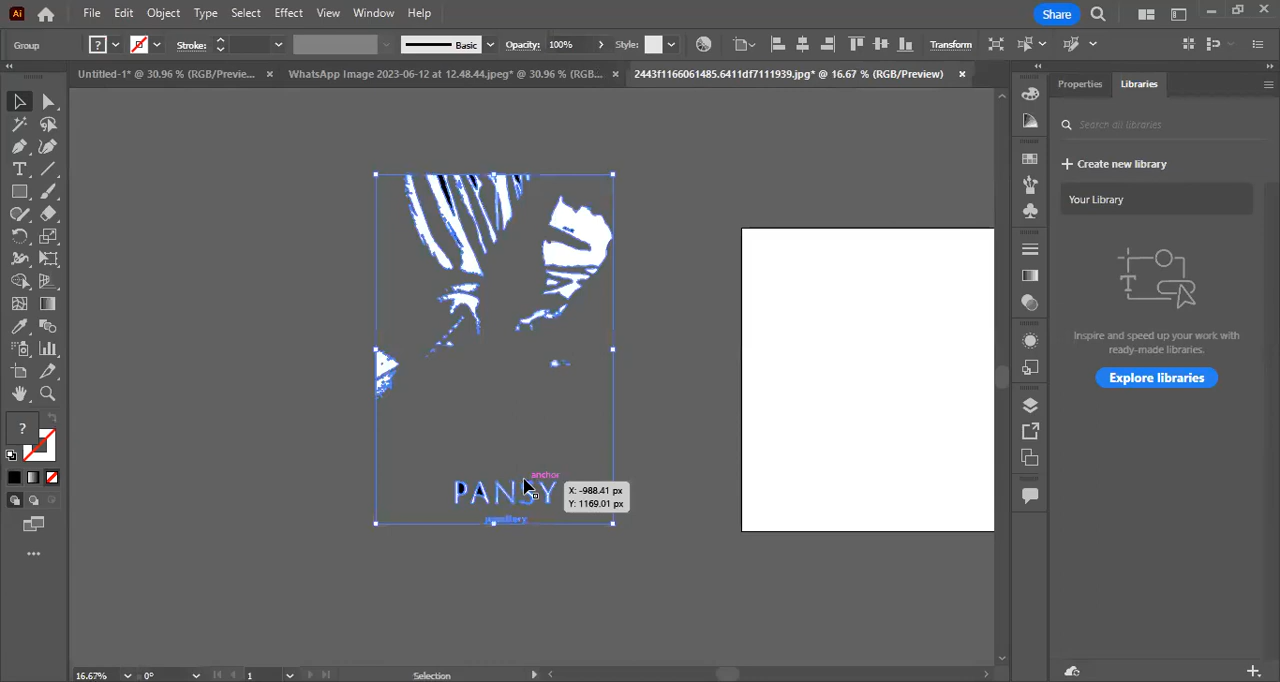 Ai File Edit Object Type Select Effect View Window Help Share
Group ? Stroke: Basic Opacity: 100% Style: Transform
Untitled-1* @ 30.96 % (RGB/Previe... × WhatsApp Image 2023-06-12 at 12.48.44.jpeg* @ 30.96 % (RGB... × 2443f1166061485.6411df7111939.jpg* @ 16.67 % (RGB/Preview) ×
Properties Libraries
Search all libraries
+ Create new library
Your Library
Inspire and speed up your work with
ready-made libraries.
Explore libraries
?
anchor
PANSY
X: -988.41 px
Y: 1169.01 px
16.67% 0° 1 Selection